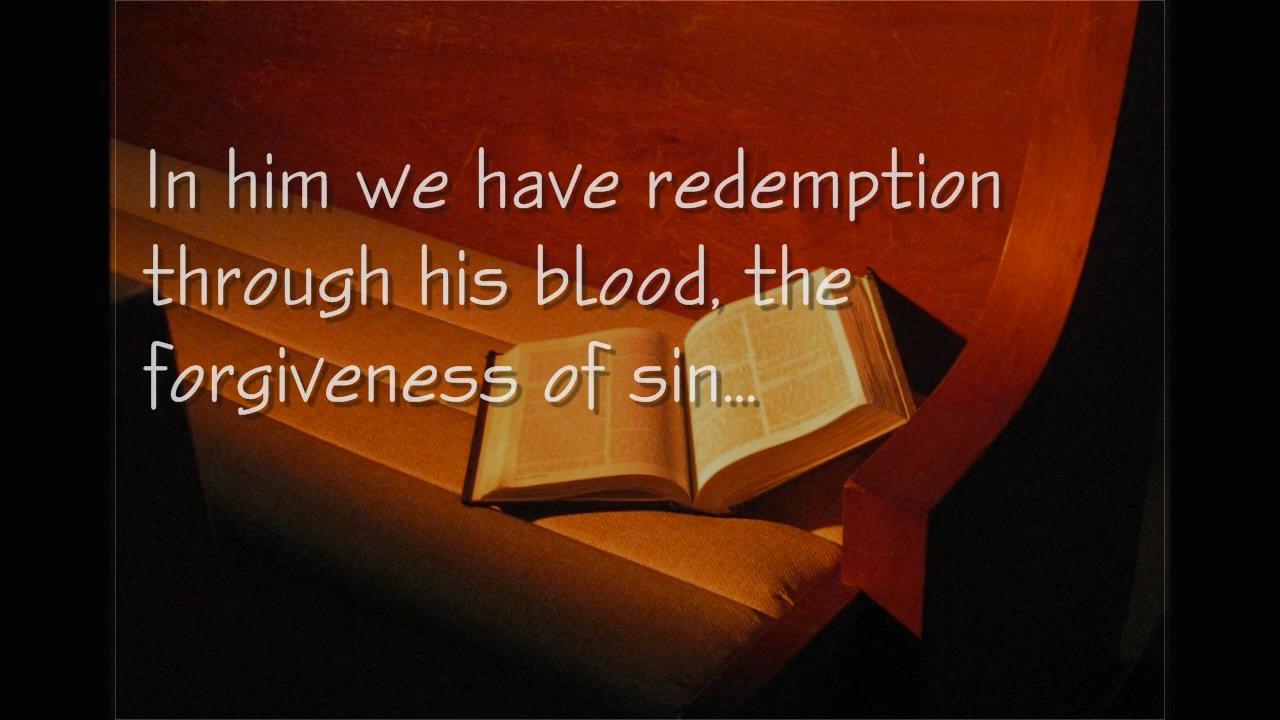 In him we have redemption
through his blood, the
forgiveness of sin...